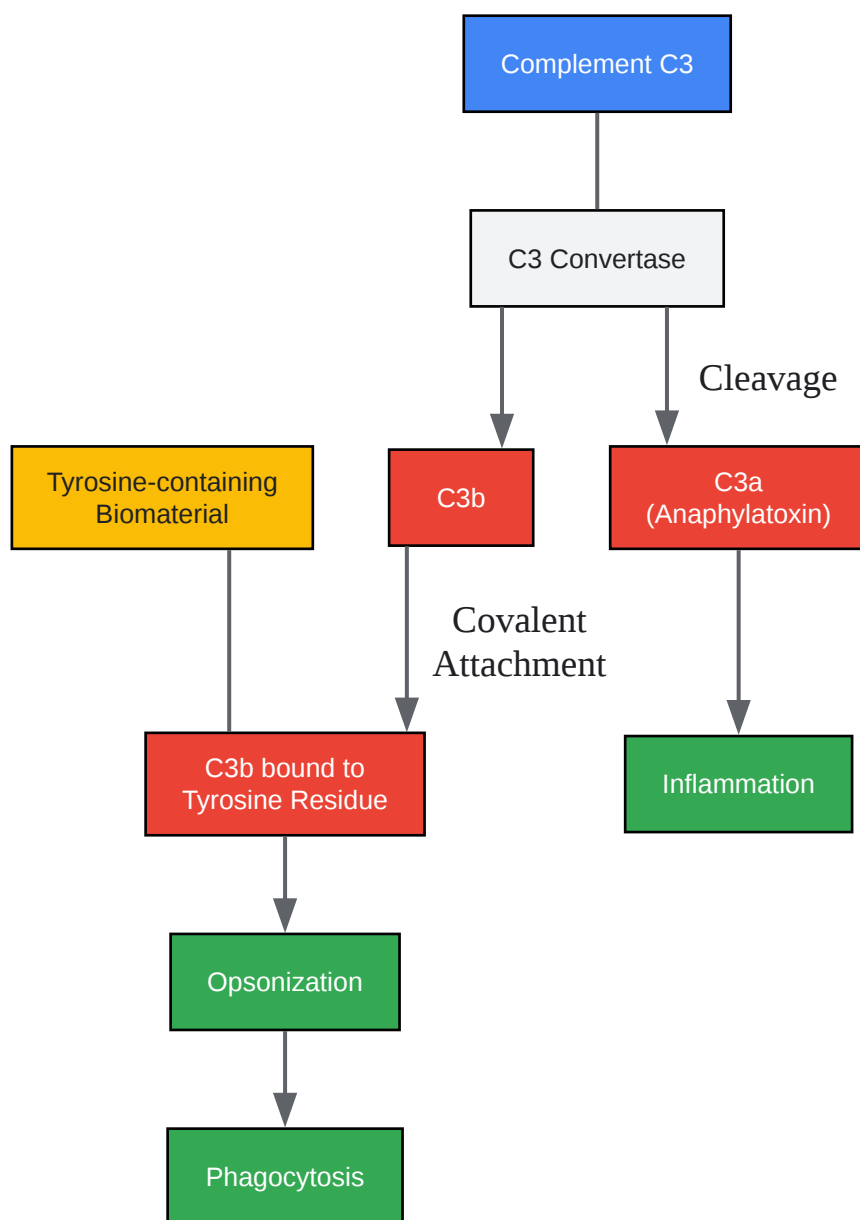 Complement C3
C3 Convertase
Cleavage
Tyrosine-containing
Biomaterial
C3b
C3a
(Anaphylatoxin)
Covalent
Attachment
C3b bound to
Tyrosine Residue
Inflammation
Opsonization
Phagocytosis